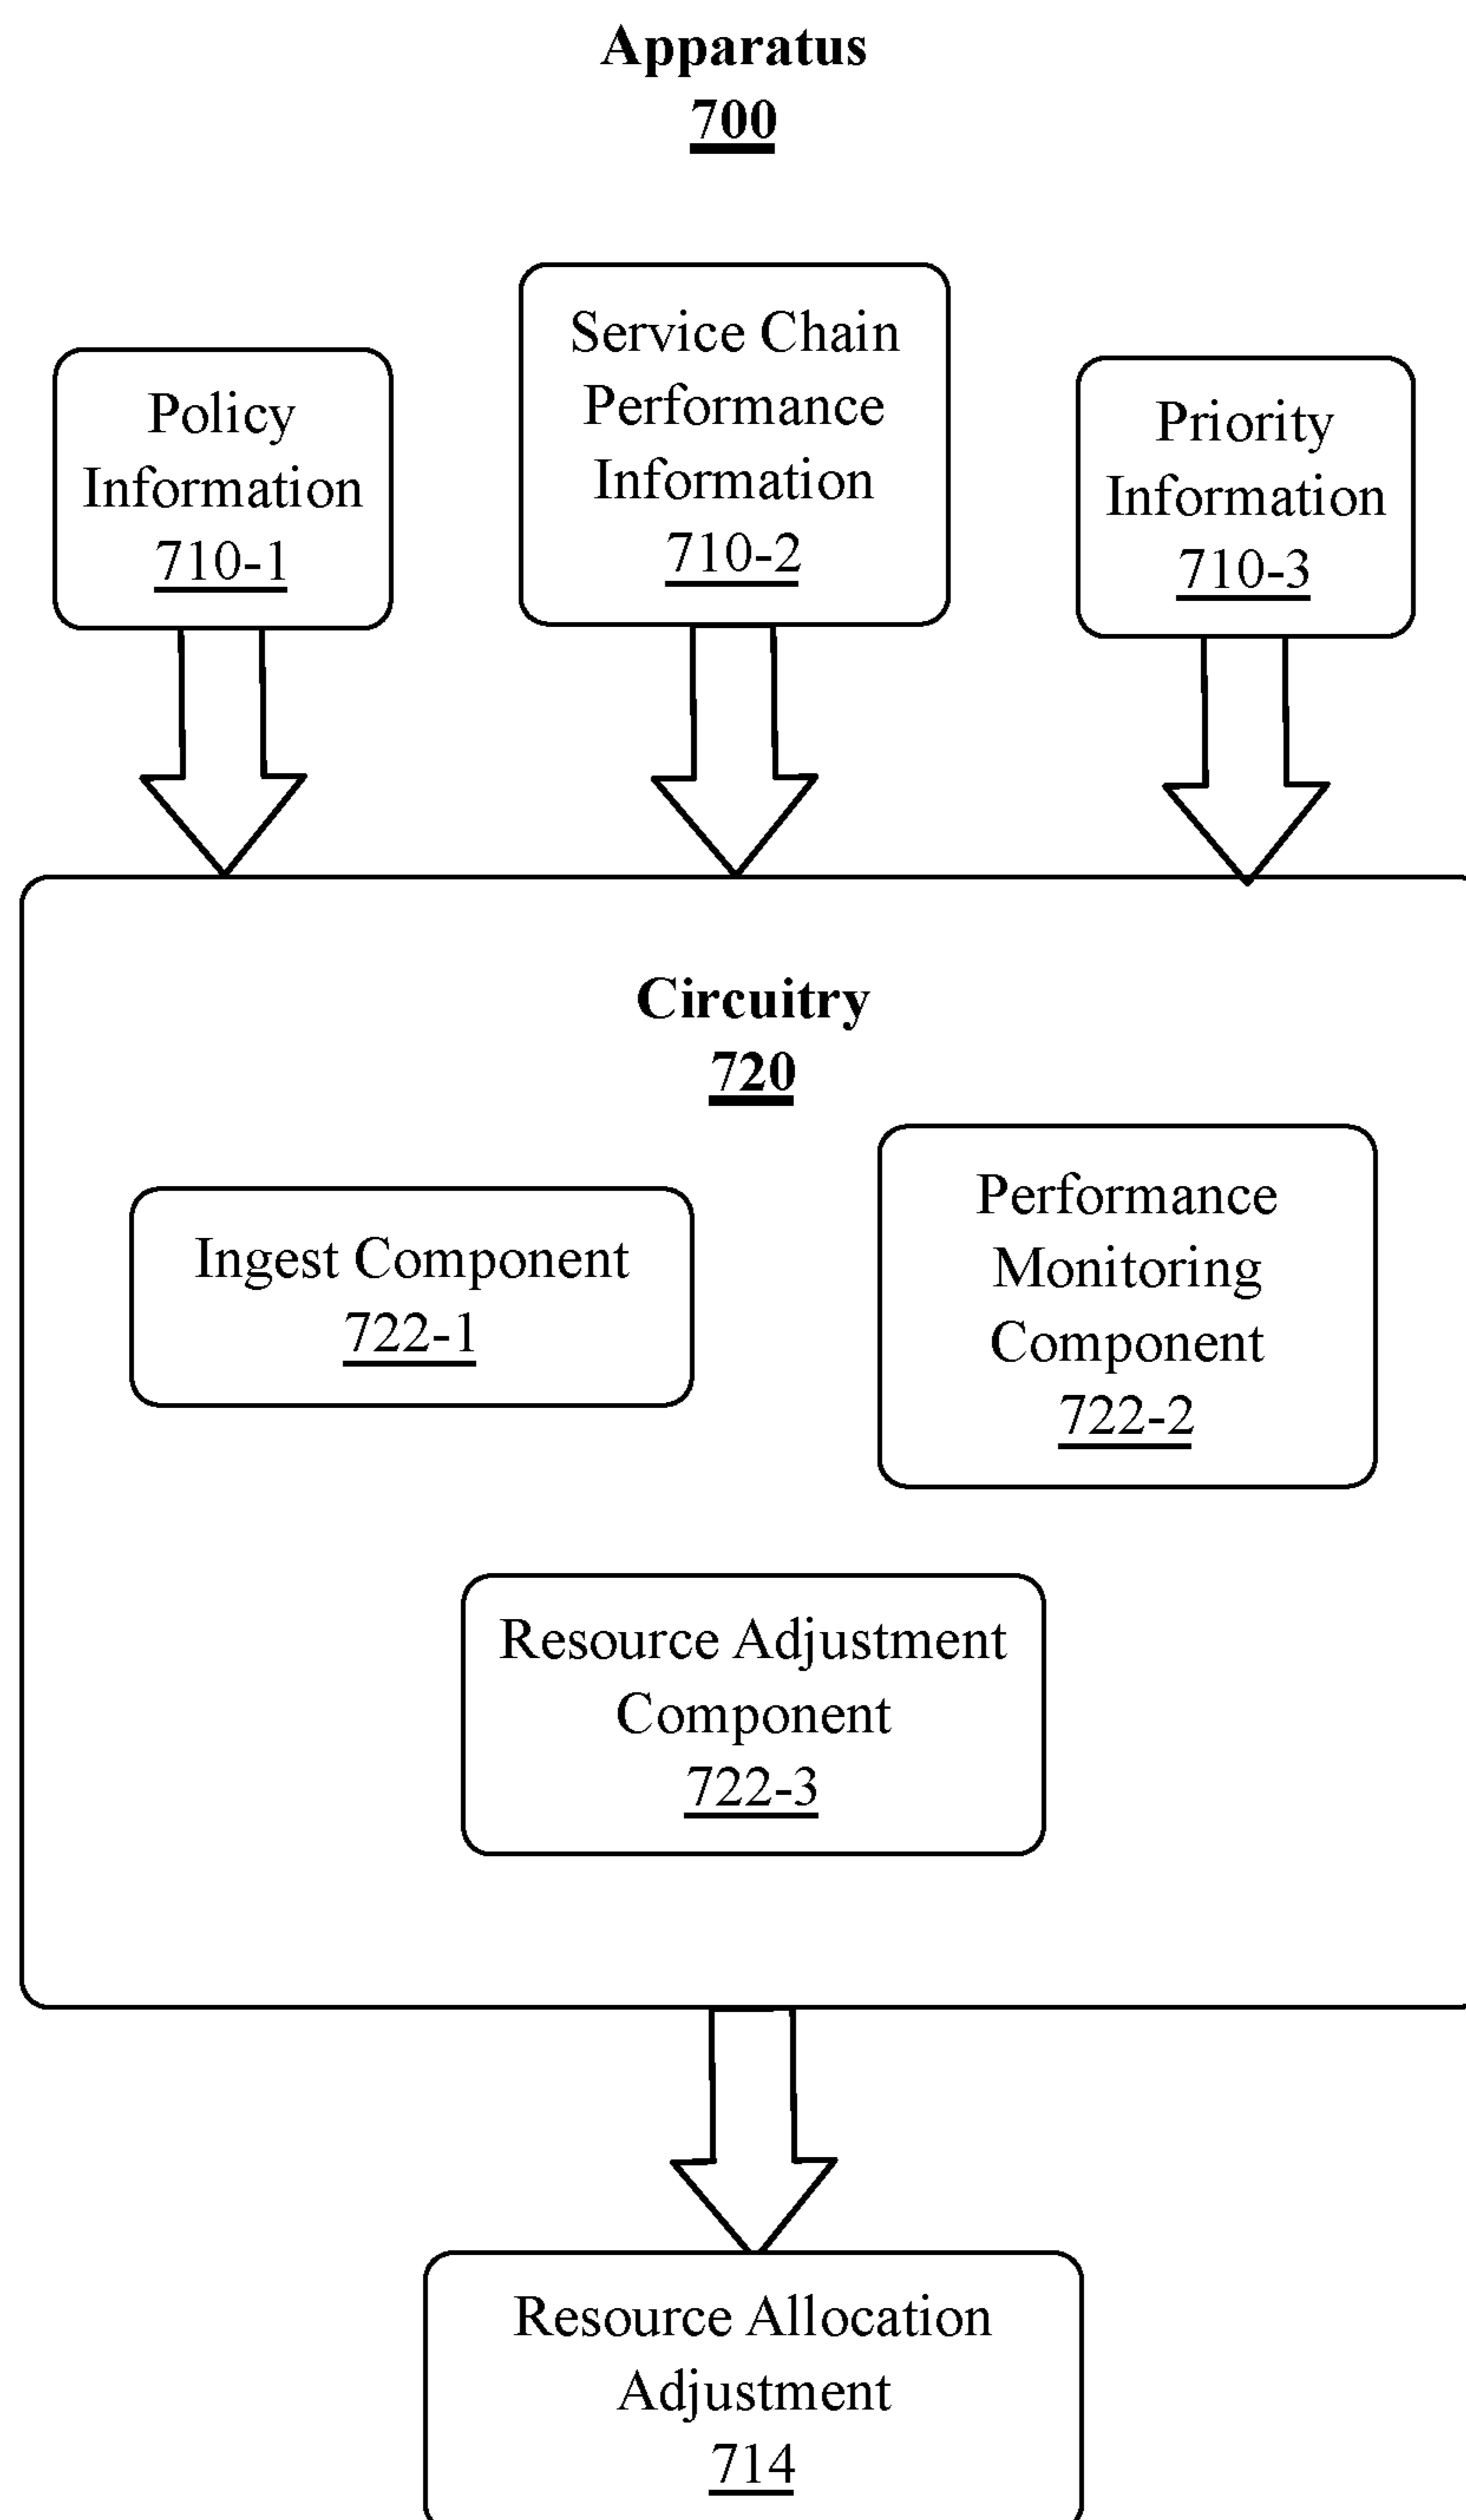 Apparatus
700
Policy
Information
710-1
Service Chain
Performance
Information
710-2
Priority
Information
710-3
Circuitry
720
Ingest Component
722-1
Performance
Monitoring
Component
722-2
Resource Adjustment
Component
722-3
Resource Allocation
Adjustment
714